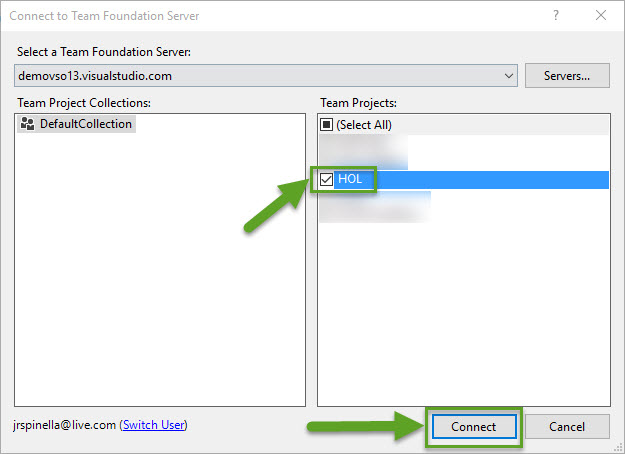 Connect to Team Foundation Server
Select a Team Foundation Server:
demovso13.visualstudio.com
Servers...
Team Project Collections:
DefaultCollection
Team Projects:
(Select All)
HOL
jrspinella@live.com (Switch User)
Connect
Cancel